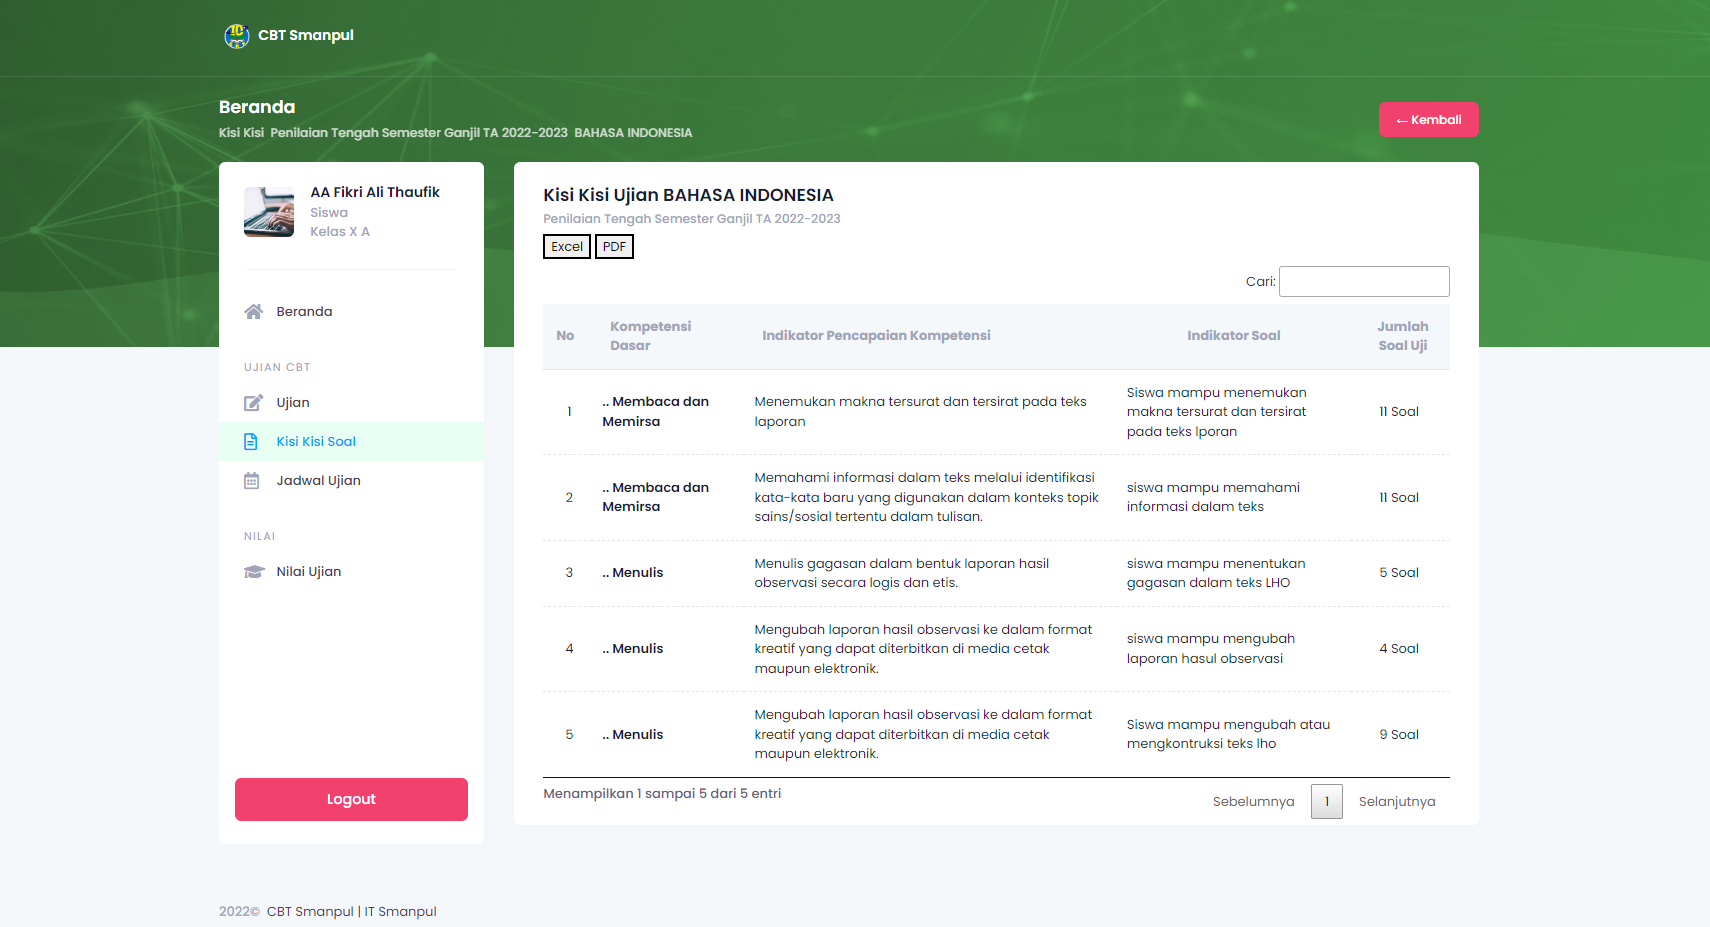 CBT Smanpul
Beranda
Kisi Kisi Penilaian Tengah Semester Ganjil TA 2022-2023 BAHASA INDONESIA
← Kembali
AA Fikri Ali Thaufik
Siswa
Kelas X A
Beranda
UJIAN CBT
Ujian
Kisi Kisi Soal
Jadwal Ujian
NILAI
Nilai Ujian
Logout
Kisi Kisi Ujian BAHASA INDONESIA
Penilaian Tengah Semester Ganjil TA 2022-2023
Excel PDF
Cari:
No
Kompetensi
Dasar
Indikator Pencapaian Kompetensi
Indikator Soal
Jumlah
Soal Uji
1
.. Membaca dan
Memirsa
Menemukan makna tersurat dan tersirat pada teks
laporan
Siswa mampu menemukan
makna tersurat dan tersirat
pada teks lporan
11 Soal
2
.. Membaca dan
Memirsa
Memahami informasi dalam teks melalui identifikasi
kata-kata baru yang digunakan dalam konteks topik
sains/sosial tertentu dalam tulisan.
siswa mampu memahami
informasi dalam teks
11 Soal
3
.. Menulis
Menulis gagasan dalam bentuk laporan hasil
observasi secara logis dan etis.
siswa mampu menentukan
gagasan dalam teks LHO
5 Soal
4
.. Menulis
Mengubah laporan hasil observasi ke dalam format
kreatif yang dapat diterbitkan di media cetak
maupun elektronik.
siswa mampu mengubah
laporan hasul observasi
4 Soal
5
.. Menulis
Mengubah laporan hasil observasi ke dalam format
kreatif yang dapat diterbitkan di media cetak
maupun elektronik.
Siswa mampu mengubah atau
mengkontruksi teks lho
9 Soal
Menampilkan 1 sampai 5 dari 5 entri
Sebelumnya 1 Selanjutnya
2022© CBT Smanpul | IT Smanpul